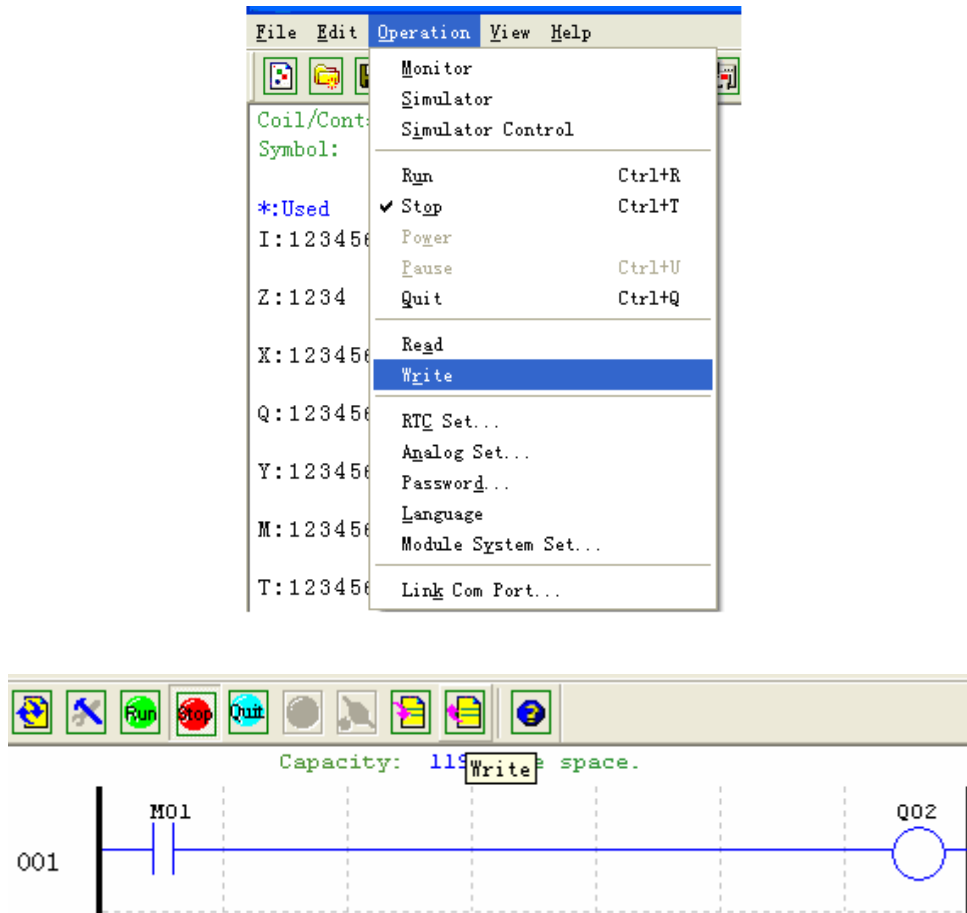 File Edit Operation View Help
Monitor
Simulator
Coil/Cont
Simulator Control
Symbol:
Run Ctrl+R
*:Used
Stop Ctrl+T
I:123456
Power
Pause Ctrl+U
Z:1234
Quit Ctrl+Q
Read
X:123456
Write
Q:123456
RTC Set...
Analog Set...
Y:123456
Password...
Language
M:123456
Module System Set...
T:123456
Link Com Port...
Run Stop Quit
Capacity: 119 space.
Write
M01 Q02
001